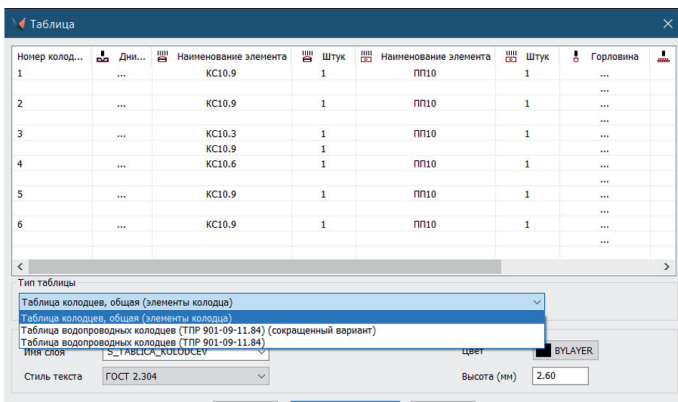 Таблица
Номер колод... Дни... Наименование элемента Штук Наименование элемента Штук Горловина
1 ... КС10.9 1 ПП10 1 ...
...
2 ... КС10.9 1 ПП10 1 ...
...
3 ... КС10.3 1 ПП10 1 ...
КС10.9 1 ...
4 ... КС10.6 1 ПП10 1 ...
...
5 ... КС10.9 1 ПП10 1 ...
...
6 ... КС10.9 1 ПП10 1 ...
...
Тип таблицы
Таблица колодцев, общая (элементы колодца)
Таблица колодцев, общая (элементы колодца)
Таблица водопроводных колодцев (ТПР 901-09-11.84) (сокращенный вариант)
Таблица водопроводных колодцев (ТПР 901-09-11.84)
Имя слоя S_TABLICA_KOLODCEV Цвет BYLAYER
Стиль текста ГОСТ 2.304 Высота (мм) 2.60